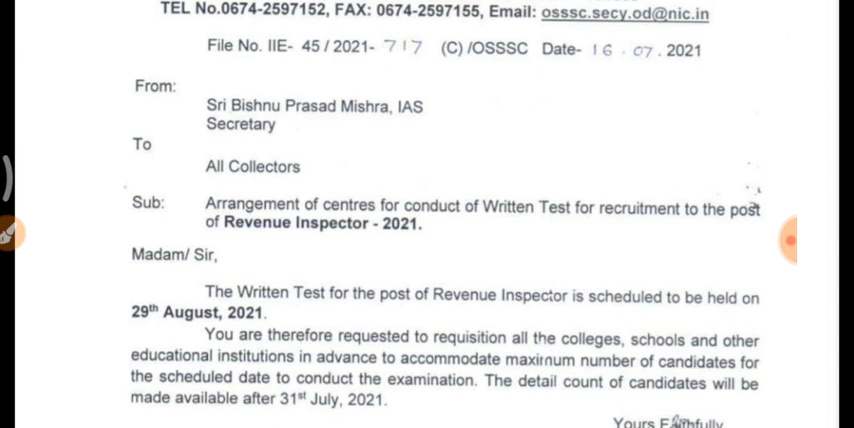 TEL No.0674-2597152, FAX: 0674-2597155, Email: osssc.secy.od@nic.in
File No. IIE- 45 / 2021- 717 (C) /OSSSC Date- 16 . 07 . 2021
From:
Sri Bishnu Prasad Mishra, IAS
Secretary
To
All Collectors
Sub: Arrangement of centres for conduct of Written Test for recruitment to the post
of Revenue Inspector - 2021.
Madam/ Sir,
The Written Test for the post of Revenue Inspector is scheduled to be held on
29th August, 2021.
You are therefore requested to requisition all the colleges, schools and other
educational institutions in advance to accommodate maximum number of candidates for
the scheduled date to conduct the examination. The detail count of candidates will be
made available after 31st July, 2021.
Yours Faithfully